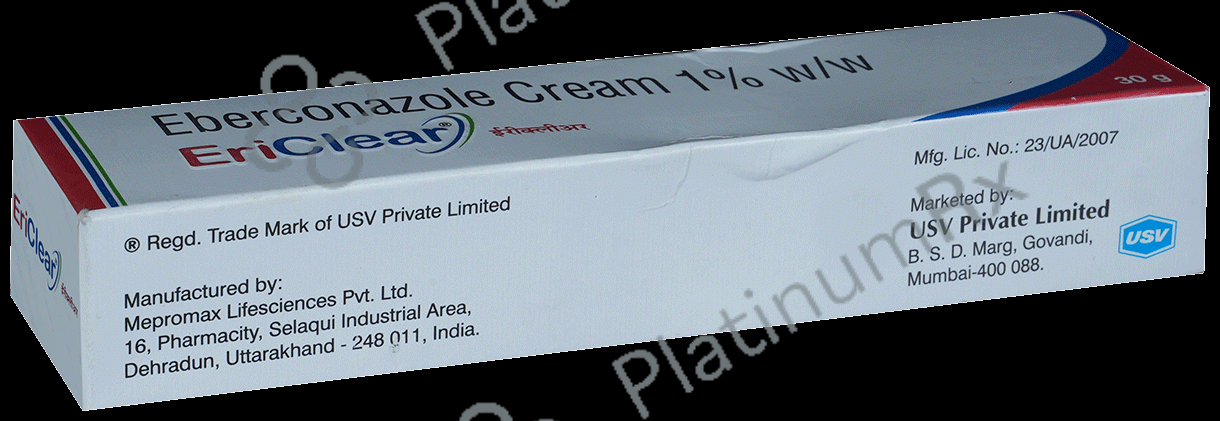 Eberconazole Cream 1% w/w
EriClear®
ईरीक्लीअर
30 g
EriClear
® Regd. Trade Mark of USV Private Limited
Manufactured by:
Mepromax Lifesciences Pvt. Ltd.
16, Pharmacity, Selaqui Industrial Area,
Dehradun, Uttarakhand - 248 011, India.
Mfg. Lic. No.: 23/UA/2007
Marketed by:
USV Private Limited
B. S. D. Marg, Govandi,
Mumbai-400 088.
USV
PlatinumRx